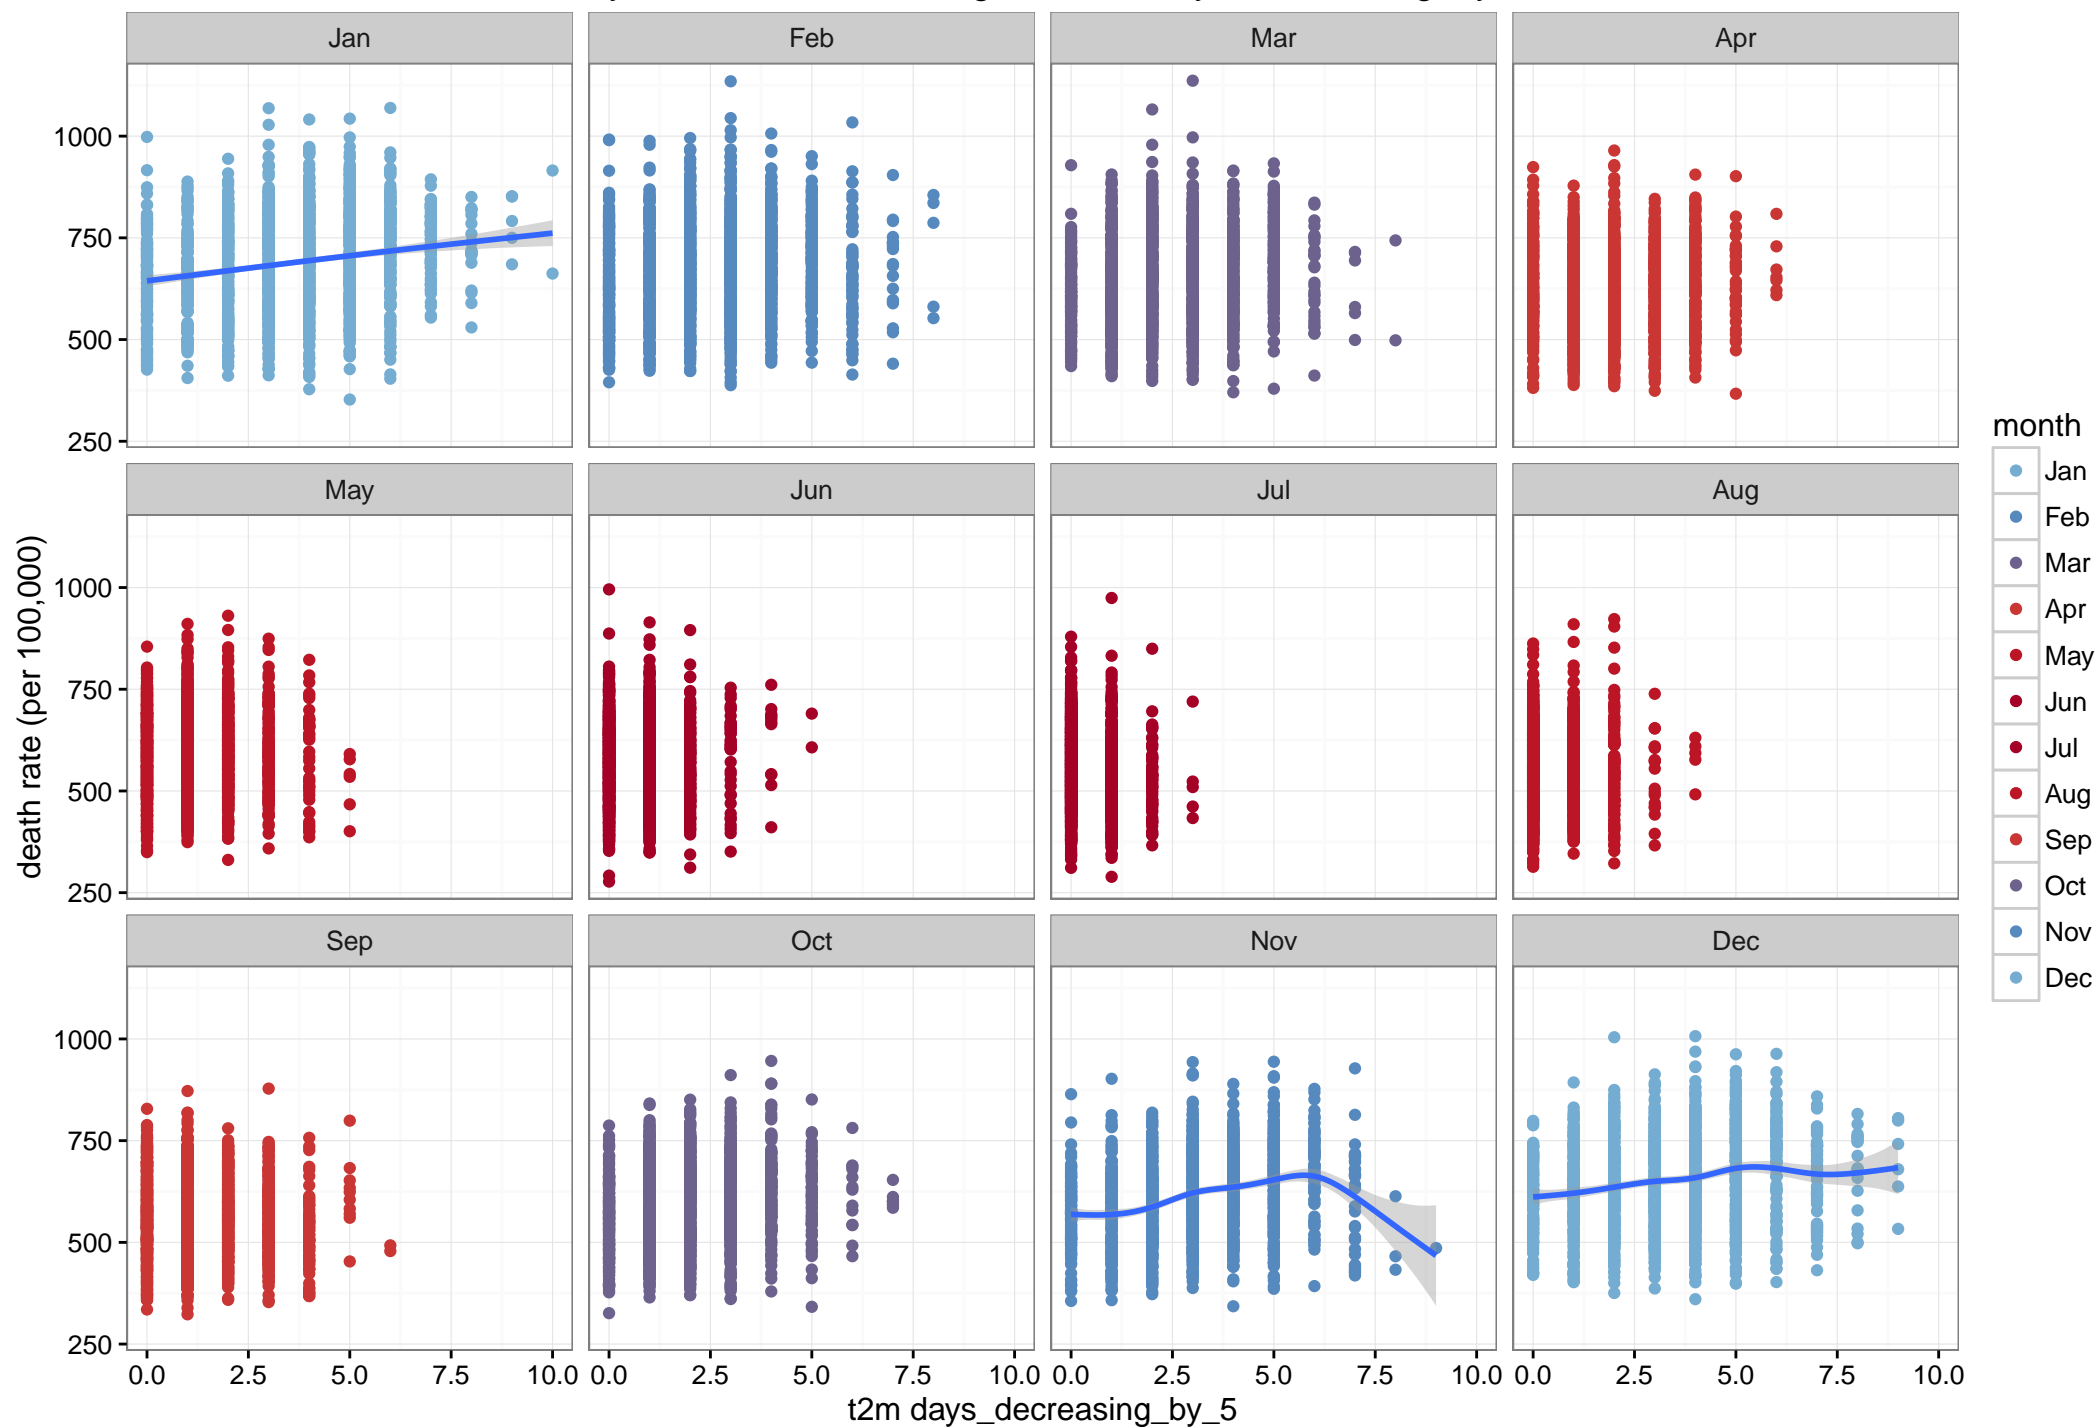 Jan Feb Mar Apr
1000
750
500
250
May Jun Jul Aug
1000
750
500
250
Sep Oct Nov Dec
1000
750
500
250
0.0 2.5 5.0 7.5 10.0 0.0 2.5 5.0 7.5 10.0 0.0 2.5 5.0 7.5 10.0 0.0 2.5 5.0 7.5 10.0
t2m days_decreasing_by_5
death rate (per 100,000)
month
Jan
Feb
Mar
Apr
May
Jun
Jul
Aug
Sep
Oct
Nov
Dec